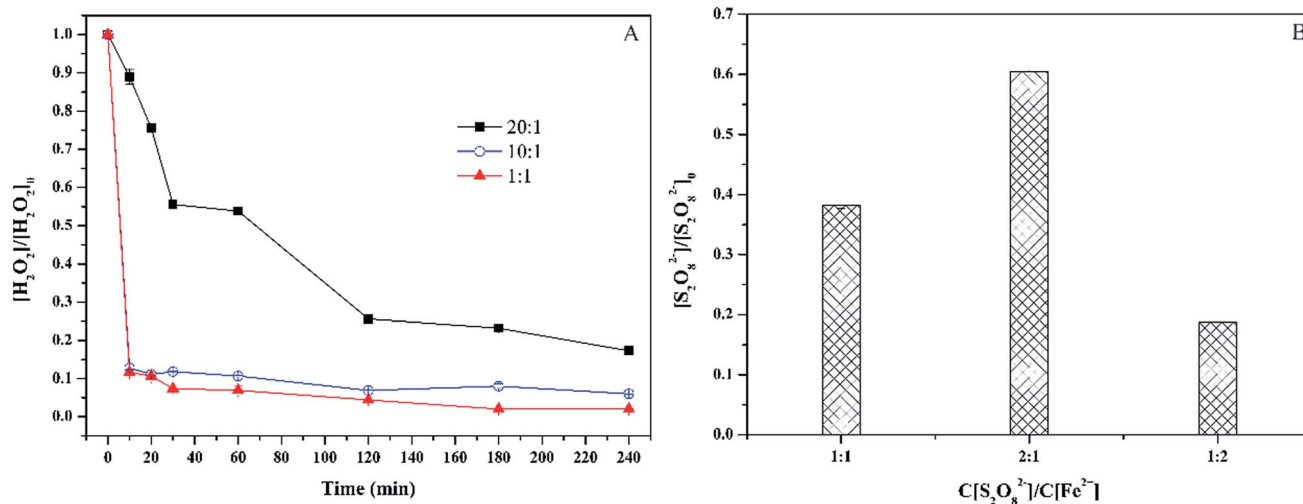 A
1.0
0.9
0.8
0.7
0.6
0.5
0.4
0.3
0.2
0.1
0.0
[H₂O₂]/[H₂O₂]₀
20:1
10:1
1:1
0 20 40 60 80 100 120 140 160 180 200 220 240
Time (min)
B
0.7
0.6
0.5
0.4
0.3
0.2
0.1
0.0
[S₂O₈²⁻]/[S₂O₈²⁻]₀
1:1 2:1 1:2
C[S₂O₈²⁻]/C[Fe²⁻]